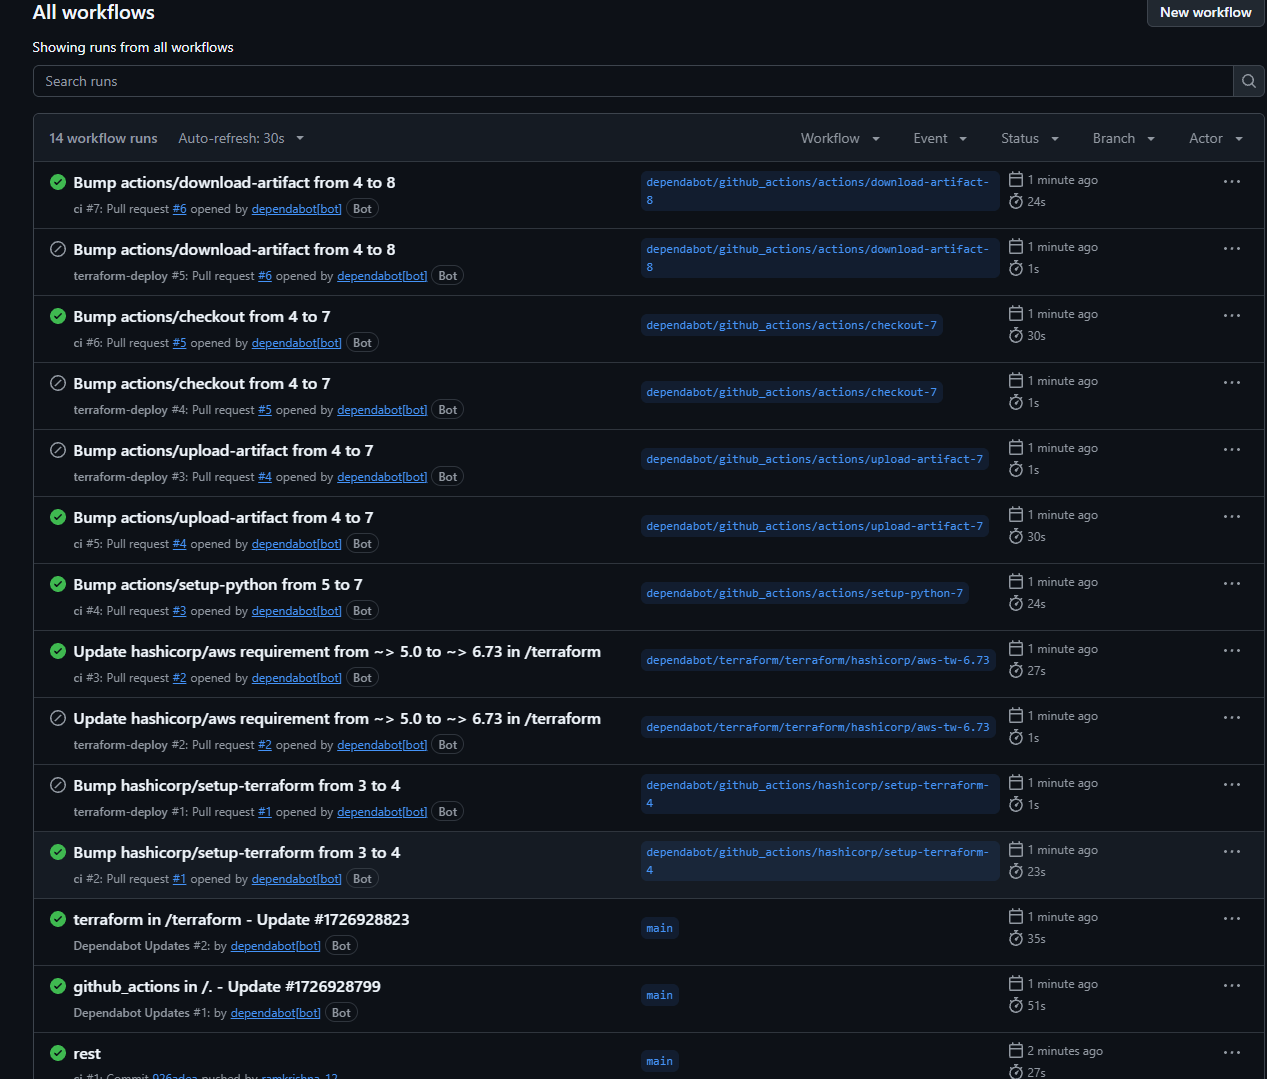 All workflows
New workflow
Showing runs from all workflows
Search runs
14 workflow runs Auto-refresh: 30s Workflow Event Status Branch Actor
Bump actions/download-artifact from 4 to 8
ci #7: Pull request #6 opened by dependabot[bot] Bot
dependabot/github_actions/actions/download-artifact-
8
1 minute ago
24s
Bump actions/download-artifact from 4 to 8
terraform-deploy #5: Pull request #6 opened by dependabot[bot] Bot
dependabot/github_actions/actions/download-artifact-
8
1 minute ago
1s
Bump actions/checkout from 4 to 7
ci #6: Pull request #5 opened by dependabot[bot] Bot
dependabot/github_actions/actions/checkout-7
1 minute ago
30s
Bump actions/checkout from 4 to 7
terraform-deploy #4: Pull request #5 opened by dependabot[bot] Bot
dependabot/github_actions/actions/checkout-7
1 minute ago
1s
Bump actions/upload-artifact from 4 to 7
terraform-deploy #3: Pull request #4 opened by dependabot[bot] Bot
dependabot/github_actions/actions/upload-artifact-7
1 minute ago
1s
Bump actions/upload-artifact from 4 to 7
ci #5: Pull request #4 opened by dependabot[bot] Bot
dependabot/github_actions/actions/upload-artifact-7
1 minute ago
30s
Bump actions/setup-python from 5 to 7
ci #4: Pull request #3 opened by dependabot[bot] Bot
dependabot/github_actions/actions/setup-python-7
1 minute ago
24s
Update hashicorp/aws requirement from ~> 5.0 to ~> 6.73 in /terraform
ci #3: Pull request #2 opened by dependabot[bot] Bot
dependabot/terraform/terraform/hashicorp/aws-tw-6.73
1 minute ago
27s
Update hashicorp/aws requirement from ~> 5.0 to ~> 6.73 in /terraform
terraform-deploy #2: Pull request #2 opened by dependabot[bot] Bot
dependabot/terraform/terraform/hashicorp/aws-tw-6.73
1 minute ago
1s
Bump hashicorp/setup-terraform from 3 to 4
terraform-deploy #1: Pull request #1 opened by dependabot[bot] Bot
dependabot/github_actions/hashicorp/setup-terraform-
4
1 minute ago
1s
Bump hashicorp/setup-terraform from 3 to 4
ci #2: Pull request #1 opened by dependabot[bot] Bot
dependabot/github_actions/hashicorp/setup-terraform-
4
1 minute ago
23s
terraform in /terraform - Update #1726928823
Dependabot Updates #2: by dependabot[bot] Bot
main
1 minute ago
35s
github_actions in /. - Update #1726928799
Dependabot Updates #1: by dependabot[bot] Bot
main
1 minute ago
51s
rest
ci #1: Commit 926adea pushed by ramkrishna-12
main
2 minutes ago
27s